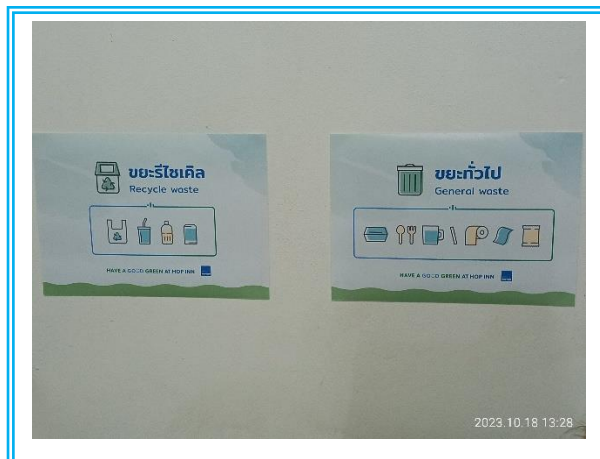 ขยะรีไซเคิล
Recycle waste
HAVE A GOOD GREEN AT HOP INN
ขยะทั่วไป
General waste
HAVE A GOOD GREEN AT HOP INN
2023.10.18 13:28